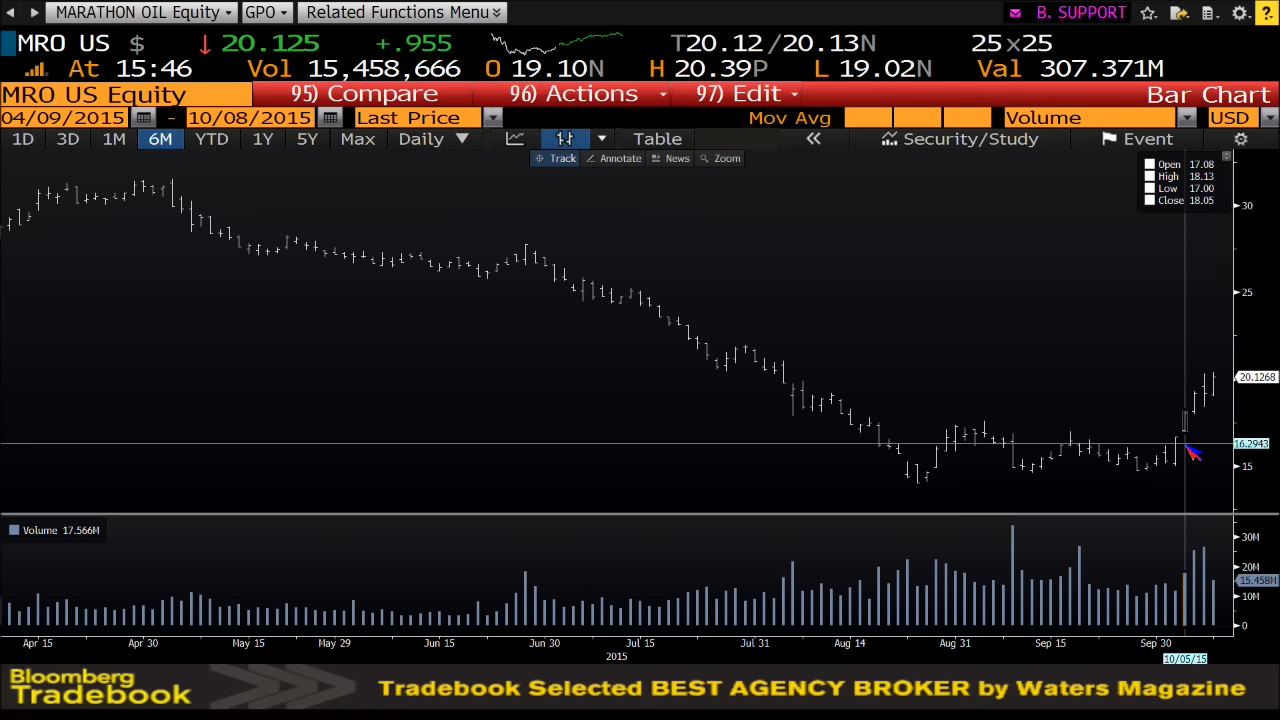 MARATHON OIL Equity GPO Related Functions Menu B. SUPPORT ?
MRO US $ ↓ 20.125 +.955 T20.12 /20.13N 25x25
At 15:46 Vol 15,458,666 O 19.10N H 20.39P L 19.02N Val 307.371M
MRO US Equity 95) Compare 96) Actions 97) Edit Bar Chart
04/09/2015 - 10/08/2015 Last Price Mov Avg Volume USD
1D 3D 1M 6M YTD 1Y 5Y Max Daily Table « Security/Study Event
Track Annotate News Zoom
Open 17.08
High 18.13
Low 17.00
Close 18.05
30
25
20.1268
16.2943
15
Volume 17.566M
30M
20M
15.458M
10M
0
Apr 15 Apr 30 May 15 May 29 Jun 15 Jun 30 Jul 15 Jul 31 Aug 14 Aug 31 Sep 15 Sep 30
2015 10/05/15
Bloomberg
Tradebook
Tradebook Selected BEST AGENCY BROKER by Waters Magazine